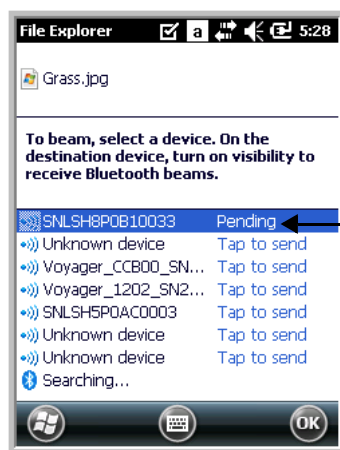 File Explorer a 5:28
Grass.jpg
To beam, select a device. On the
destination device, turn on visibility to
receive Bluetooth beams.
SNLSH8P0B10033 Pending
Unknown device Tap to send
Voyager_CCB00_SN... Tap to send
Voyager_1202_SN2... Tap to send
SNLSH5P0AC0003 Tap to send
Unknown device Tap to send
Unknown device Tap to send
Searching...
OK